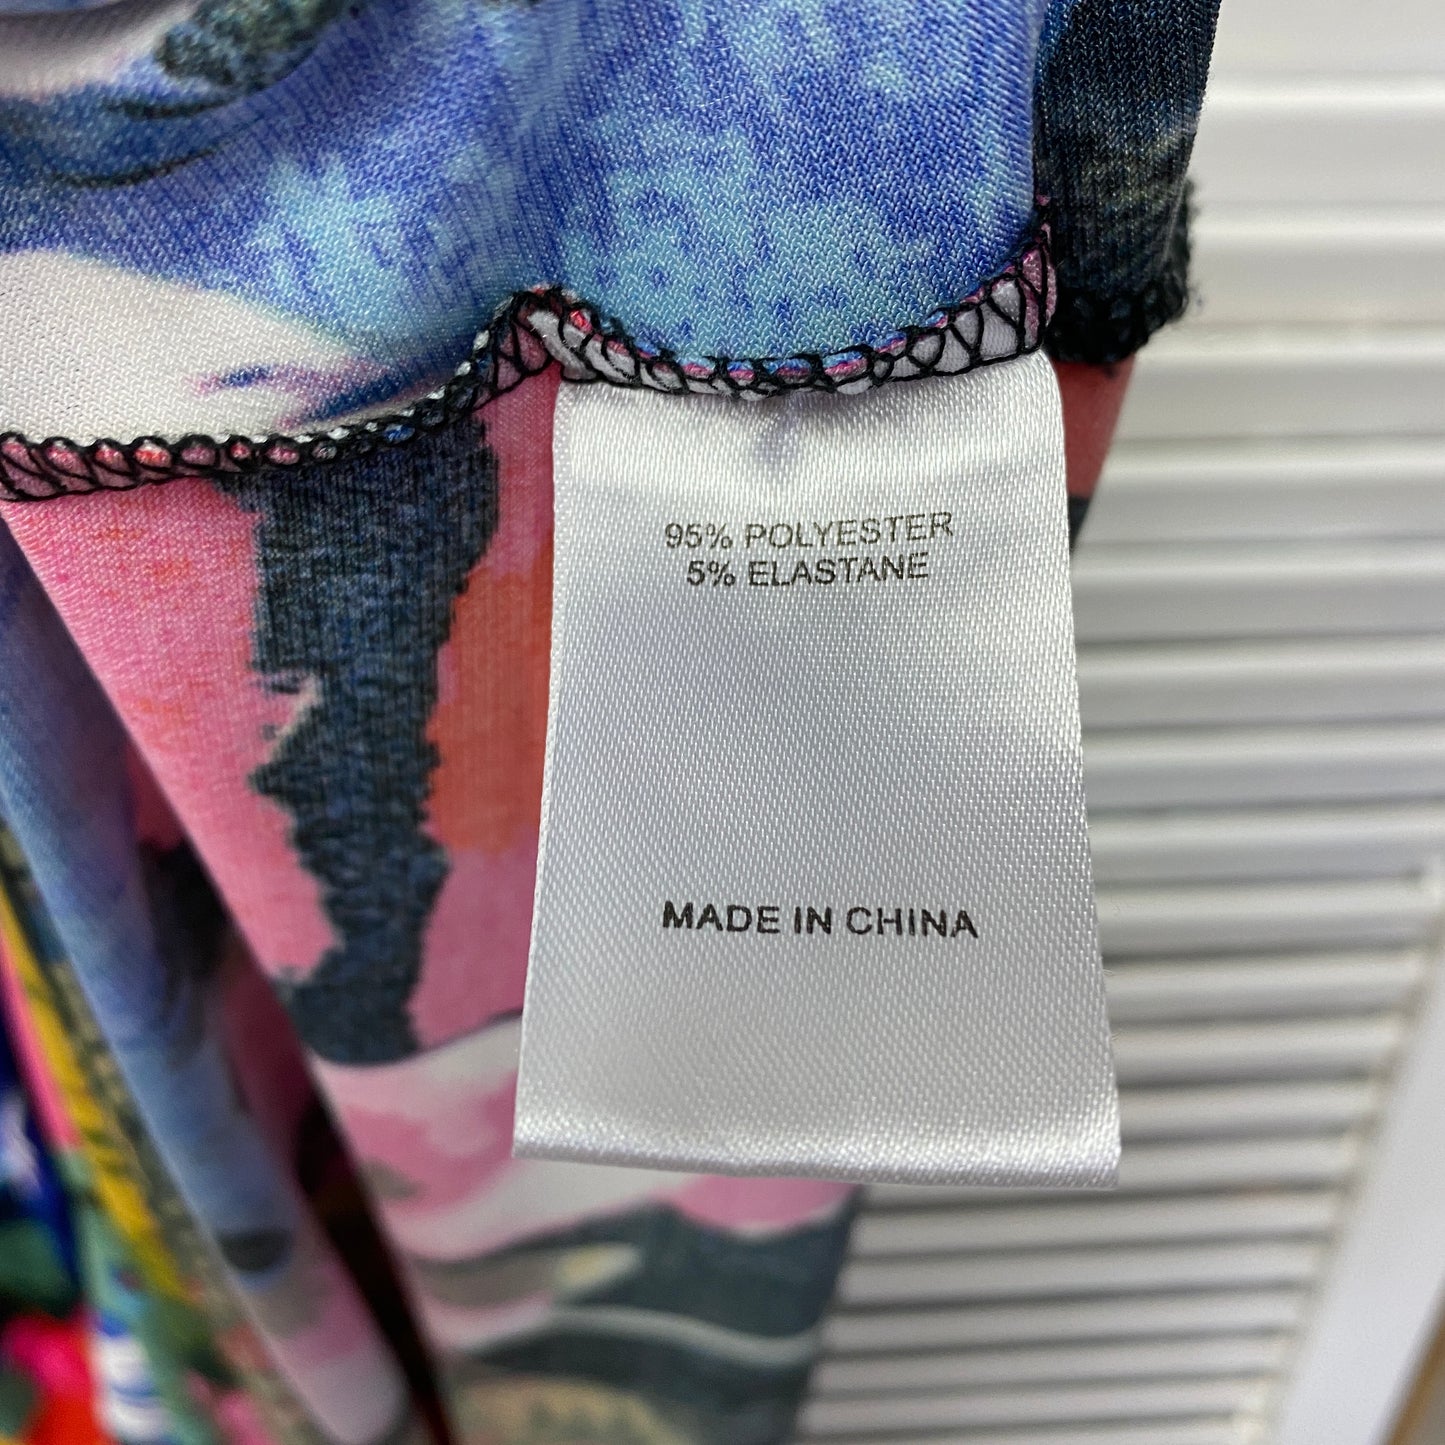 95% POLYESTER
5% ELASTANE
MADE IN CHINA